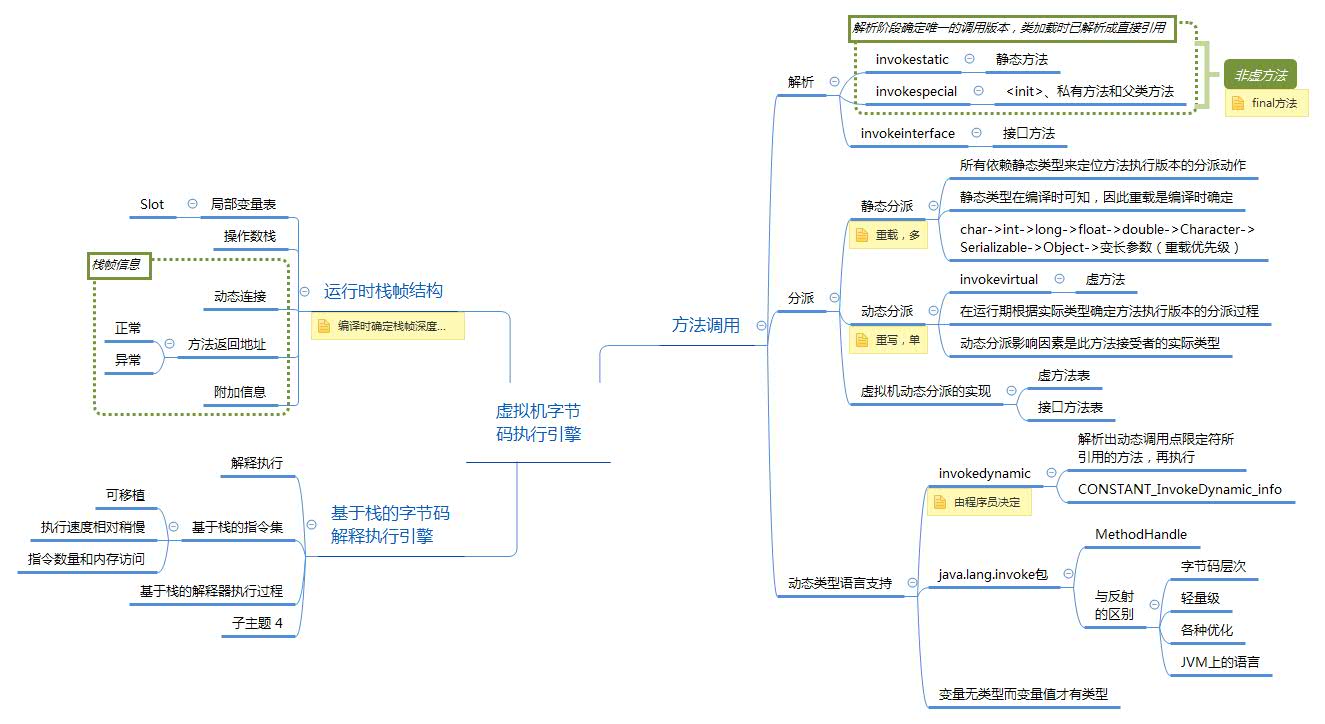 虚拟机字节
码执行引擎
运行时栈帧结构
编译时确定栈帧深度...
局部变量表
Slot
操作数栈
栈帧信息
动态连接
方法返回地址
正常
异常
附加信息
基于栈的字节码
解释执行引擎
解释执行
基于栈的指令集
可移植
执行速度相对稍慢
指令数量和内存访问
基于栈的解释器执行过程
子主题 4
方法调用
解析
解析阶段确定唯一的调用版本，类加载时已解析成直接引用
invokestatic
静态方法
invokespecial
<init>、私有方法和父类方法
非虚方法
final方法
invokeinterface
接口方法
分派
静态分派
重载，多
所有依赖静态类型来定位方法执行版本的分派动作
静态类型在编译时可知，因此重载是编译时确定
char->int->long->float->double->Character->
Serializable->Object->变长参数（重载优先级）
动态分派
重写，单
invokevirtual
虚方法
在运行期根据实际类型确定方法执行版本的分派过程
动态分派影响因素是此方法接受者的实际类型
虚拟机动态分派的实现
虚方法表
接口方法表
动态类型语言支持
invokedynamic
由程序员决定
解析出动态调用点限定符所
引用的方法，再执行
CONSTANT_InvokeDynamic_info
java.lang.invoke包
MethodHandle
与反射
的区别
字节码层次
轻量级
各种优化
JVM上的语言
变量无类型而变量值才有类型